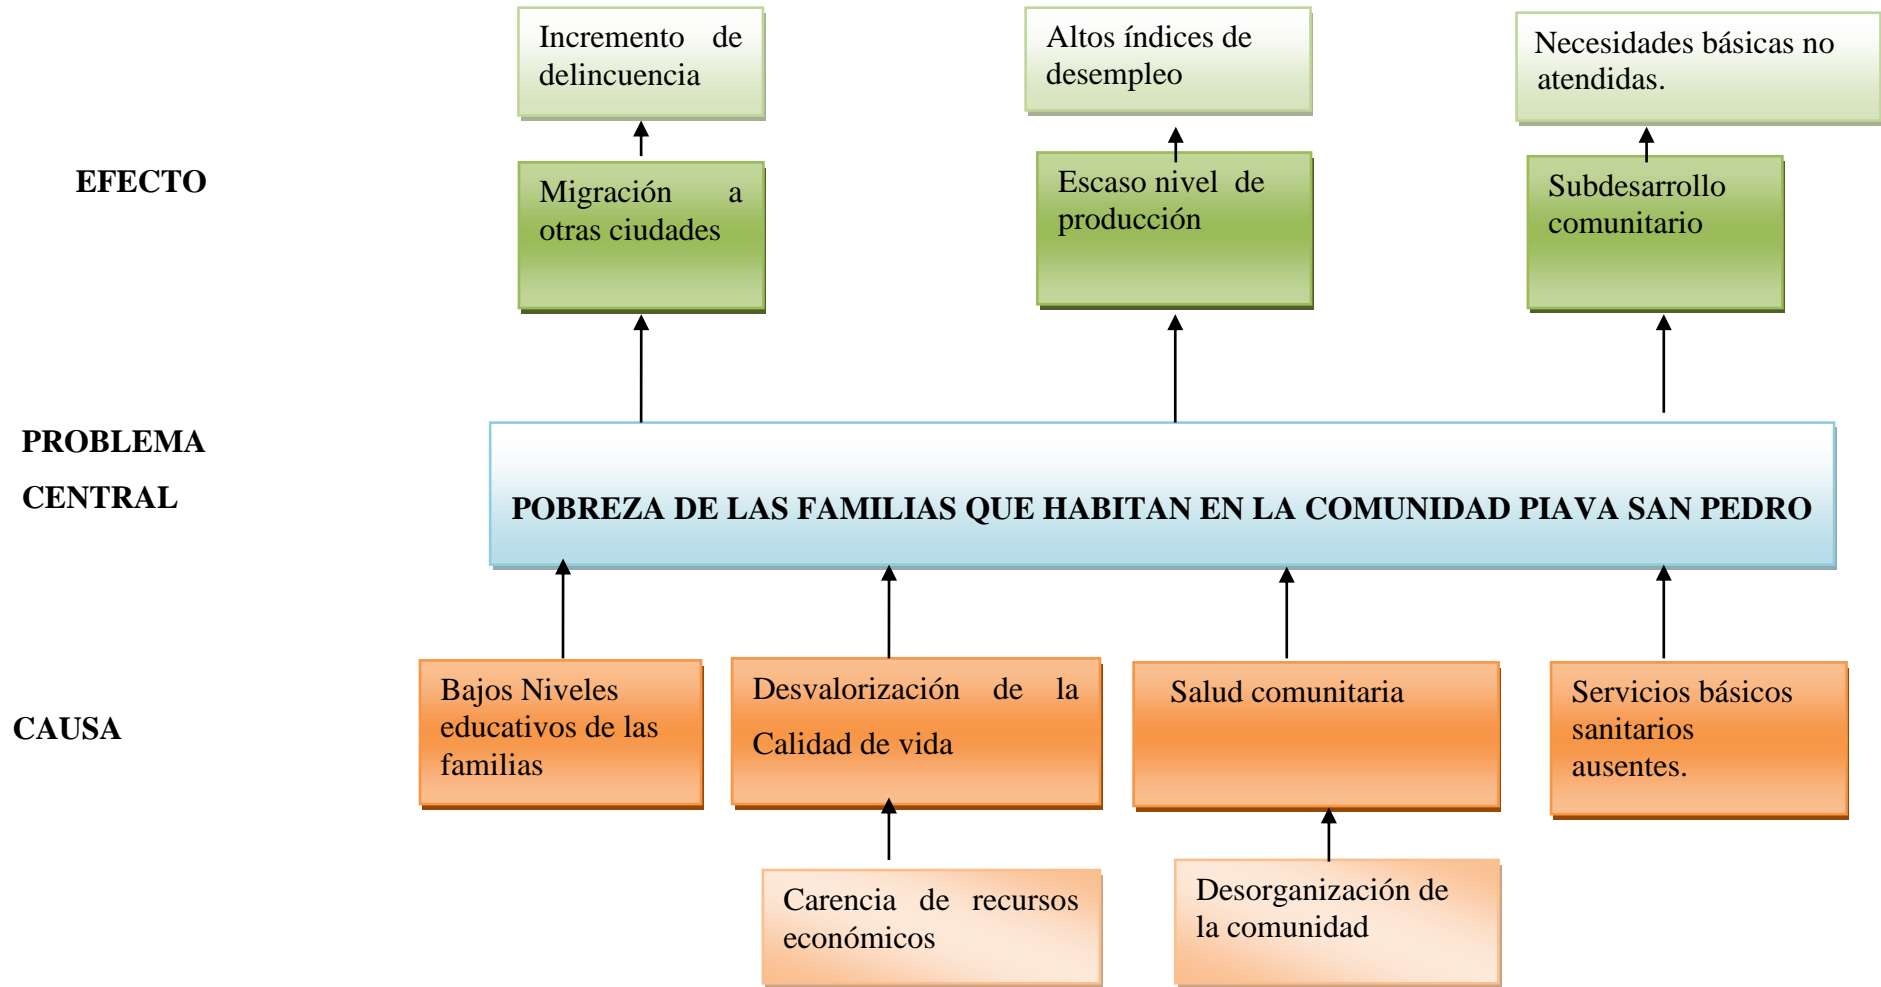 Incremento de
delincuencia
Altos índices de
desempleo
Necesidades básicas no
atendidas.
EFECTO
Migración a
otras ciudades
Escaso nivel de
producción
Subdesarrollo
comunitario
PROBLEMA
CENTRAL
POBREZA DE LAS FAMILIAS QUE HABITAN EN LA COMUNIDAD PIAVA SAN PEDRO
CAUSA
Bajos Niveles
educativos de las
familias
Desvalorización de la
Calidad de vida
Salud comunitaria
Servicios básicos
sanitarios
ausentes.
Carencia de recursos
económicos
Desorganización de
la comunidad